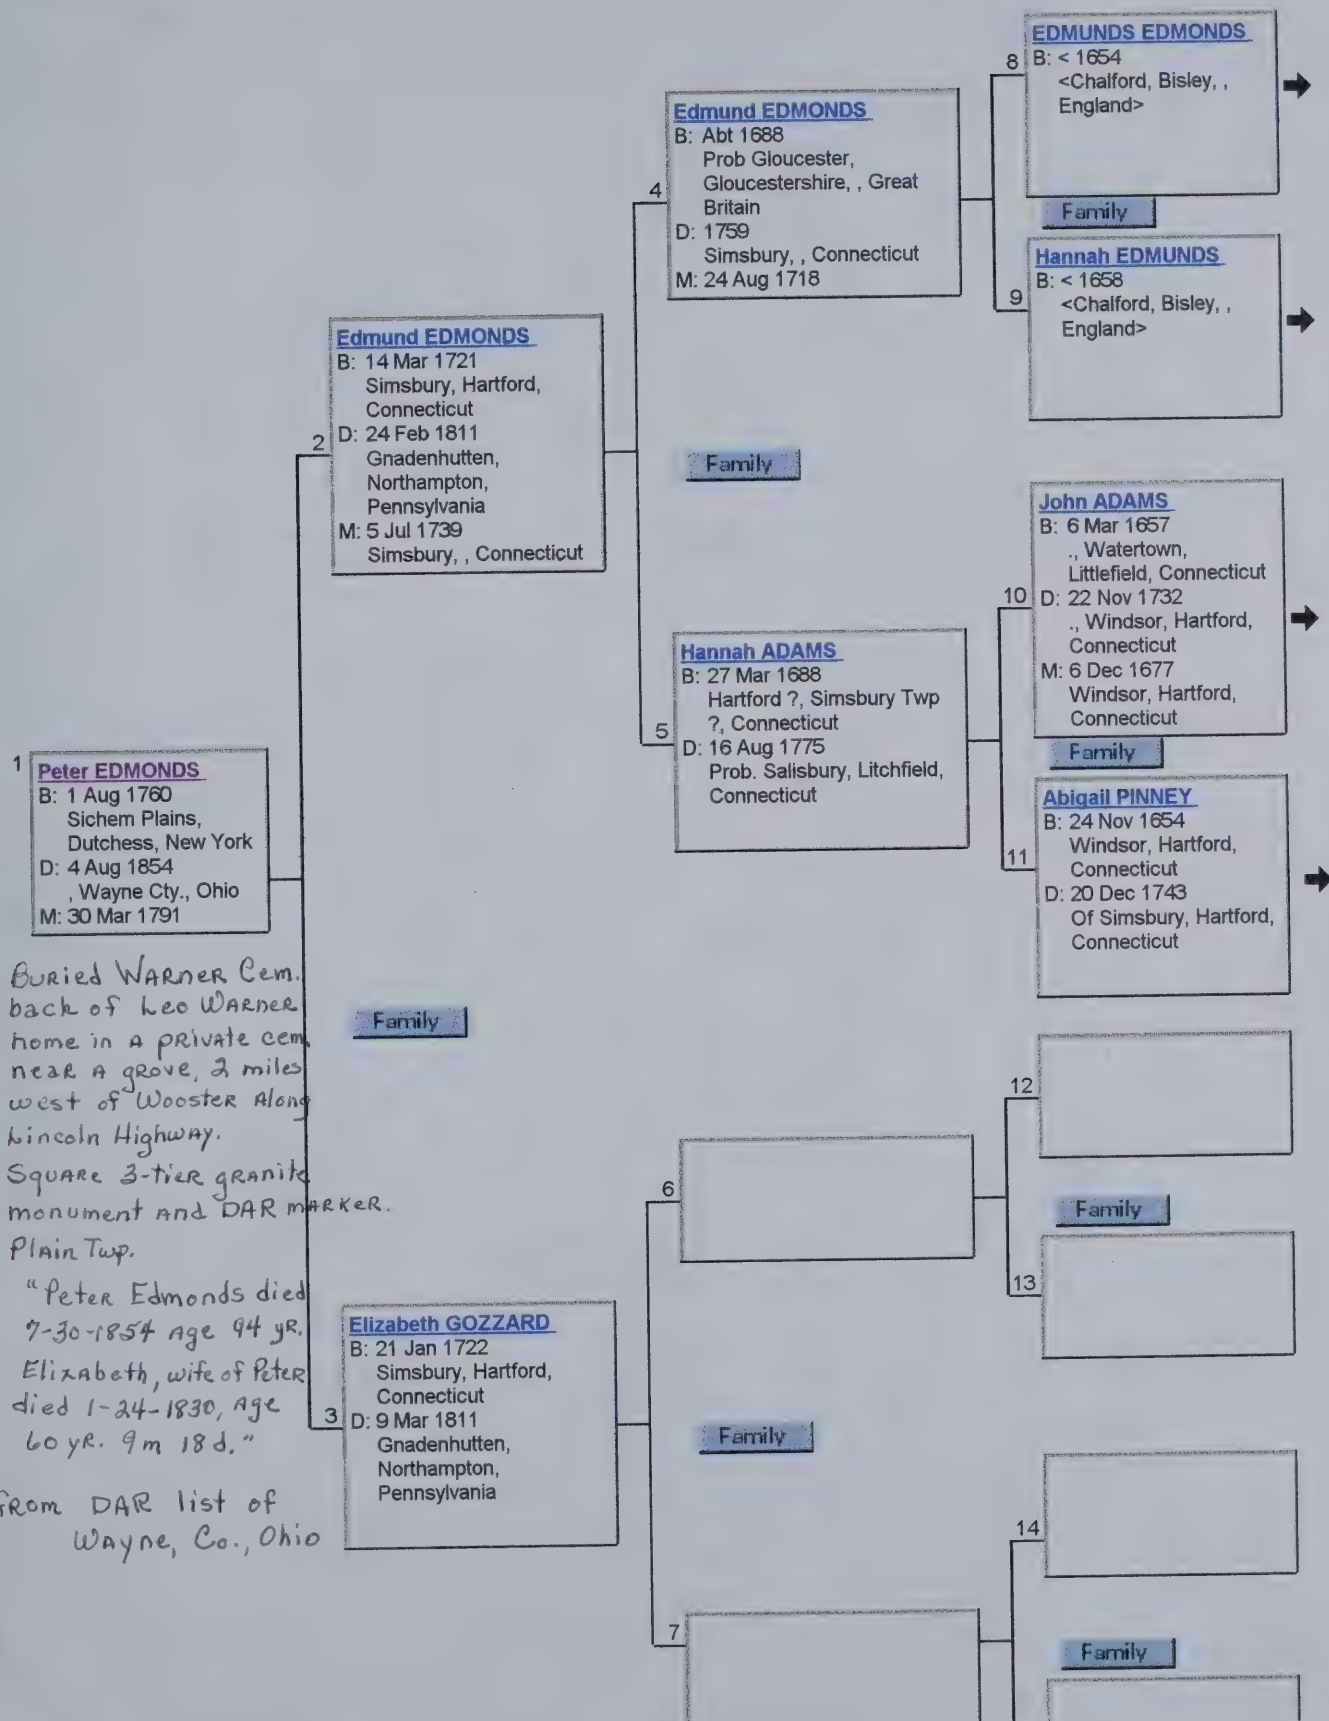 1
Peter EDMONDS
B: 1 Aug 1760
Sichem Plains,
Dutchess, New York
D: 4 Aug 1854
, Wayne Cty., Ohio
M: 30 Mar 1791
Buried Warner Cem.
back of Leo Warner
home in a private cem.
near a grove, 2 miles
west of Wooster along
Lincoln Highway.
Square 3-tier granite
monument and DAR marker.
Plain Twp.
"Peter Edmonds died
7-30-1854 age 94 yr.
Elizabeth, wife of Peter
died 1-24-1830, age
60 yr. 9m 18d."
From DAR list of
Wayne, Co., Ohio
2
Edmund EDMONDS
B: 14 Mar 1721
Simsbury, Hartford,
Connecticut
D: 24 Feb 1811
Gnadenhutten,
Northampton,
Pennsylvania
M: 5 Jul 1739
Simsbury, , Connecticut
Family
3
Elizabeth GOZZARD
B: 21 Jan 1722
Simsbury, Hartford,
Connecticut
D: 9 Mar 1811
Gnadenhutten,
Northampton,
Pennsylvania
4
Edmund EDMONDS
B: Abt 1688
Prob Gloucester,
Gloucestershire, , Great
Britain
D: 1759
Simsbury, , Connecticut
M: 24 Aug 1718
Family
5
Hannah ADAMS
B: 27 Mar 1688
Hartford ?, Simsbury Twp
?, Connecticut
D: 16 Aug 1775
Prob. Salisbury, Litchfield,
Connecticut
6
Family
7
8
EDMUNDS EDMONDS
B: < 1654
<Chalford, Bisley, ,
England>
Family
9
Hannah EDMUNDS
B: < 1658
<Chalford, Bisley, ,
England>
10
John ADAMS
B: 6 Mar 1657
., Watertown,
Littlefield, Connecticut
D: 22 Nov 1732
., Windsor, Hartford,
Connecticut
M: 6 Dec 1677
Windsor, Hartford,
Connecticut
Family
11
Abigail PINNEY
B: 24 Nov 1654
Windsor, Hartford,
Connecticut
D: 20 Dec 1743
Of Simsbury, Hartford,
Connecticut
12
Family
13
14
Family